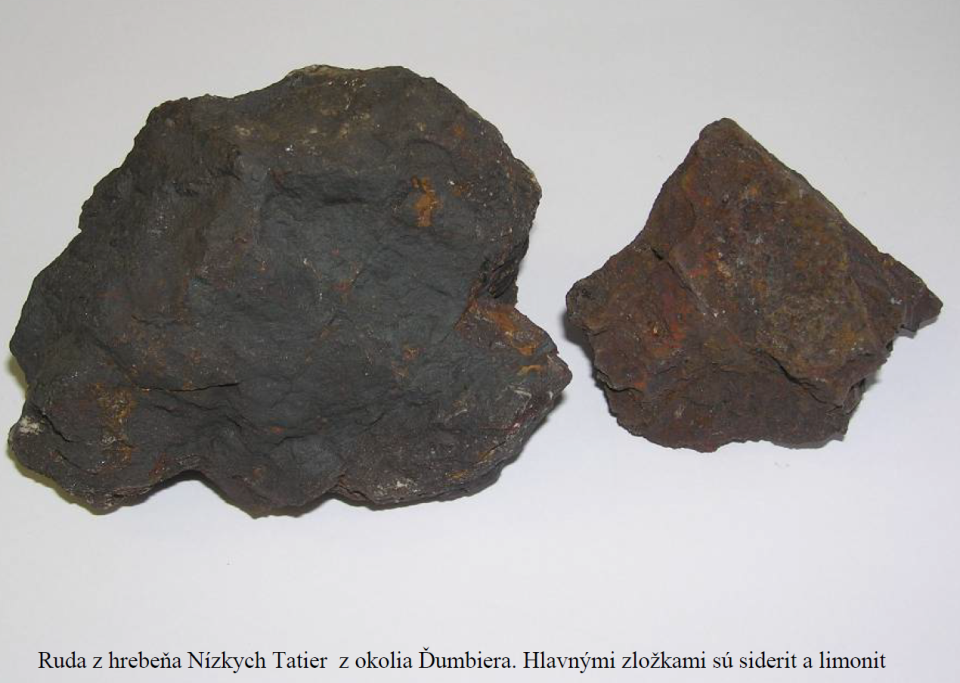 Ruda z hrebeňa Nízkych Tatier z okolia Ďumbiera. Hlavnými zložkami sú siderit a limonit